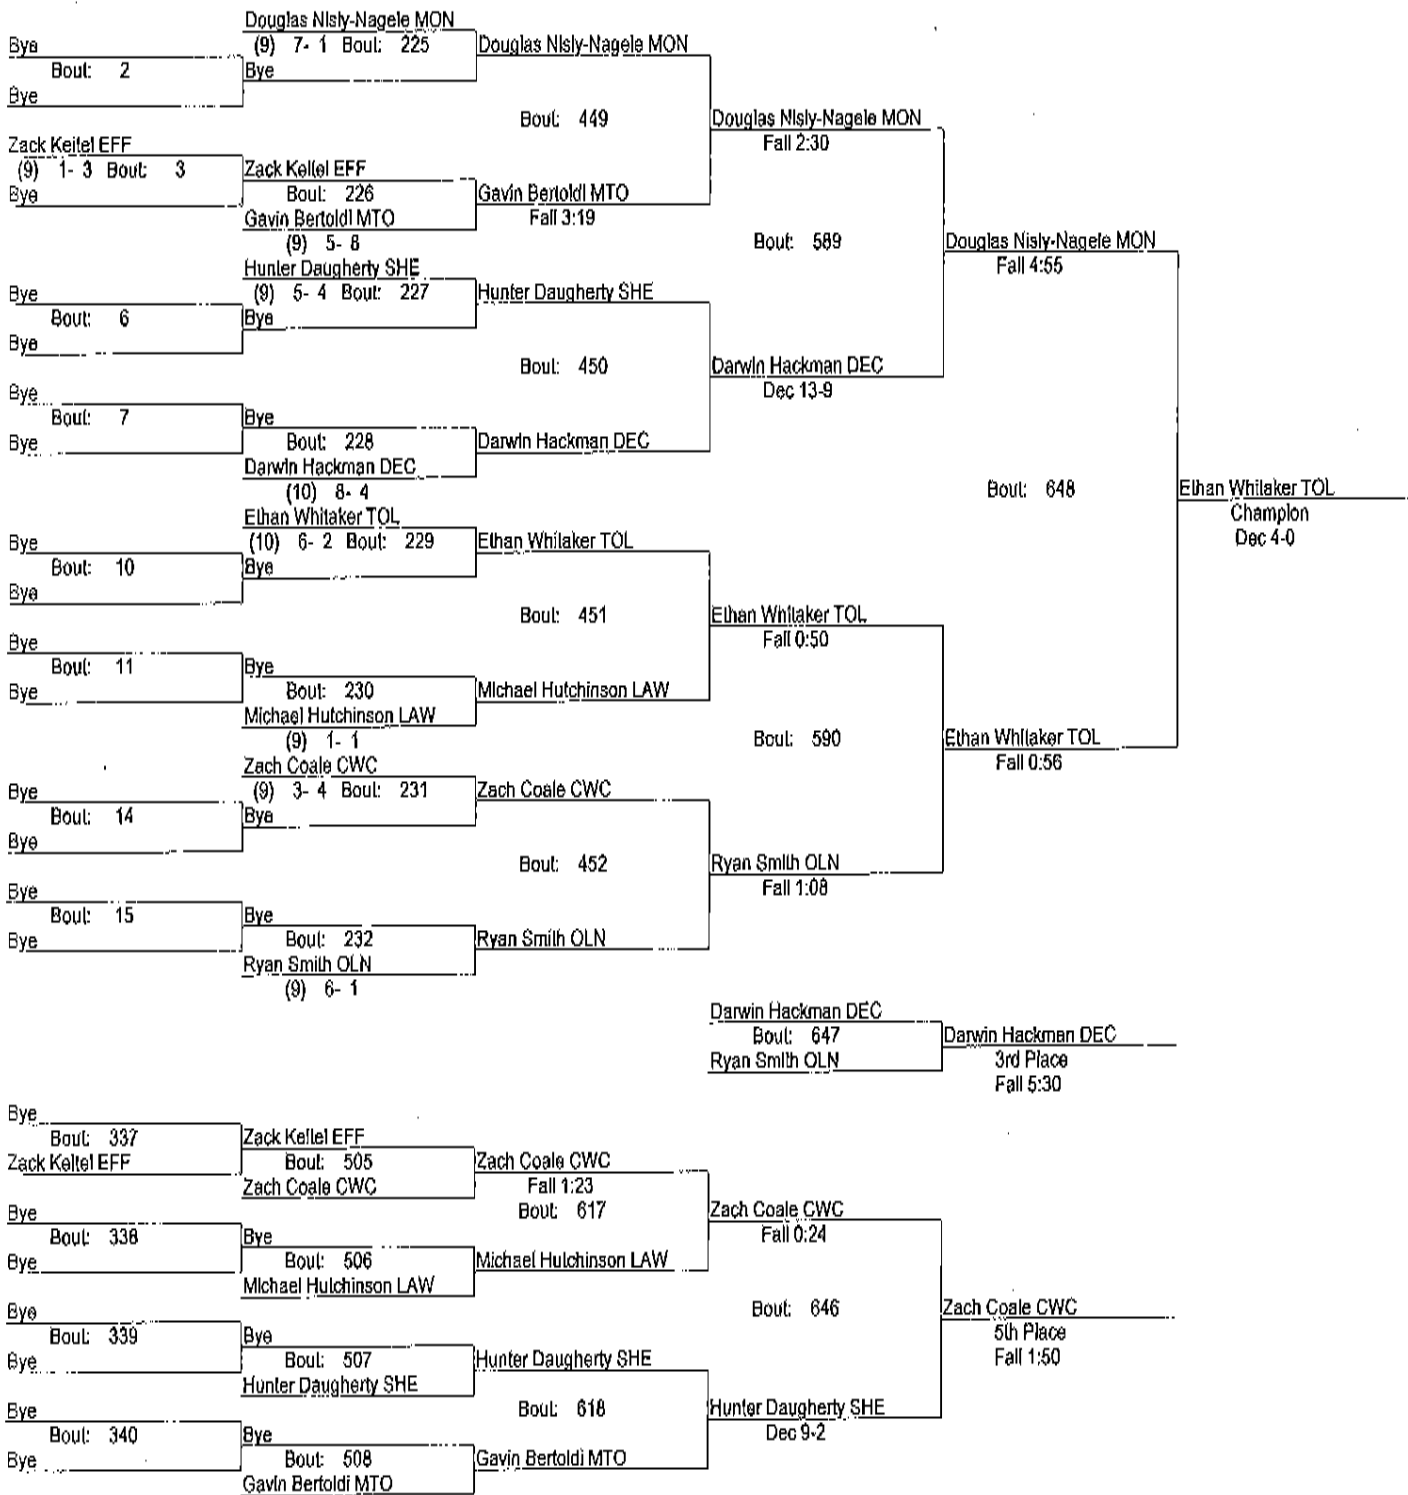 Douglas Nisly-Nagele MON
Bye
(9) 7- 1 Bout: 225
Douglas Nisly-Nagele MON
Bout: 2
Bye
Bye
Bout: 449
Douglas Nisly-Nagele MON
Fall 2:30
Zack Keitel EFF
(9) 1- 3 Bout: 3
Zack Keitel EFF
Bye
Bout: 226
Gavin Bertoldi MTO
Fall 3:19
Gavin Bertoldi MTO
(9) 5- 8
Bout: 589
Douglas Nisly-Nagele MON
Fall 4:55
Hunter Daugherty SHE
Bye
(9) 5- 4 Bout: 227
Hunter Daugherty SHE
Bout: 6
Bye
Bye
Bout: 450
Darwin Hackman DEC
Dec 13-9
Bye
Bout: 7
Bye
Bye
Bout: 228
Darwin Hackman DEC
Darwin Hackman DEC
(10) 8- 4
Bout: 648
Ethan Whitaker TOL
Champion
Dec 4-0
Ethan Whitaker TOL
Bye
(10) 6- 2 Bout: 229
Ethan Whitaker TOL
Bout: 10
Bye
Bye
Bout: 451
Ethan Whitaker TOL
Fall 0:50
Bye
Bout: 11
Bye
Bye
Bout: 230
Michael Hutchinson LAW
Michael Hutchinson LAW
(9) 1- 1
Bout: 590
Ethan Whitaker TOL
Fall 0:56
Zach Coale CWC
Bye
(9) 3- 4 Bout: 231
Zach Coale CWC
Bout: 14
Bye
Bye
Bout: 452
Ryan Smith OLN
Fall 1:08
Bye
Bout: 15
Bye
Bye
Bout: 232
Ryan Smith OLN
Ryan Smith OLN
(9) 6- 1
Darwin Hackman DEC
Bout: 647
Darwin Hackman DEC
Ryan Smith OLN
3rd Place
Fall 5:30
Bye
Bout: 337
Zack Keitel EFF
Zack Keitel EFF
Bout: 505
Zach Coale CWC
Zach Coale CWC
Fall 1:23
Bout: 617
Zach Coale CWC
Fall 0:24
Bye
Bout: 338
Bye
Bye
Bout: 506
Michael Hutchinson LAW
Michael Hutchinson LAW
Bout: 646
Zach Coale CWC
5th Place
Fall 1:50
Bye
Bout: 339
Bye
Bye
Bout: 507
Hunter Daugherty SHE
Hunter Daugherty SHE
Bout: 618
Hunter Daugherty SHE
Dec 9-2
Bye
Bout: 340
Bye
Bye
Bout: 508
Gavin Bertoldi MTO
Gavin Bertoldi MTO